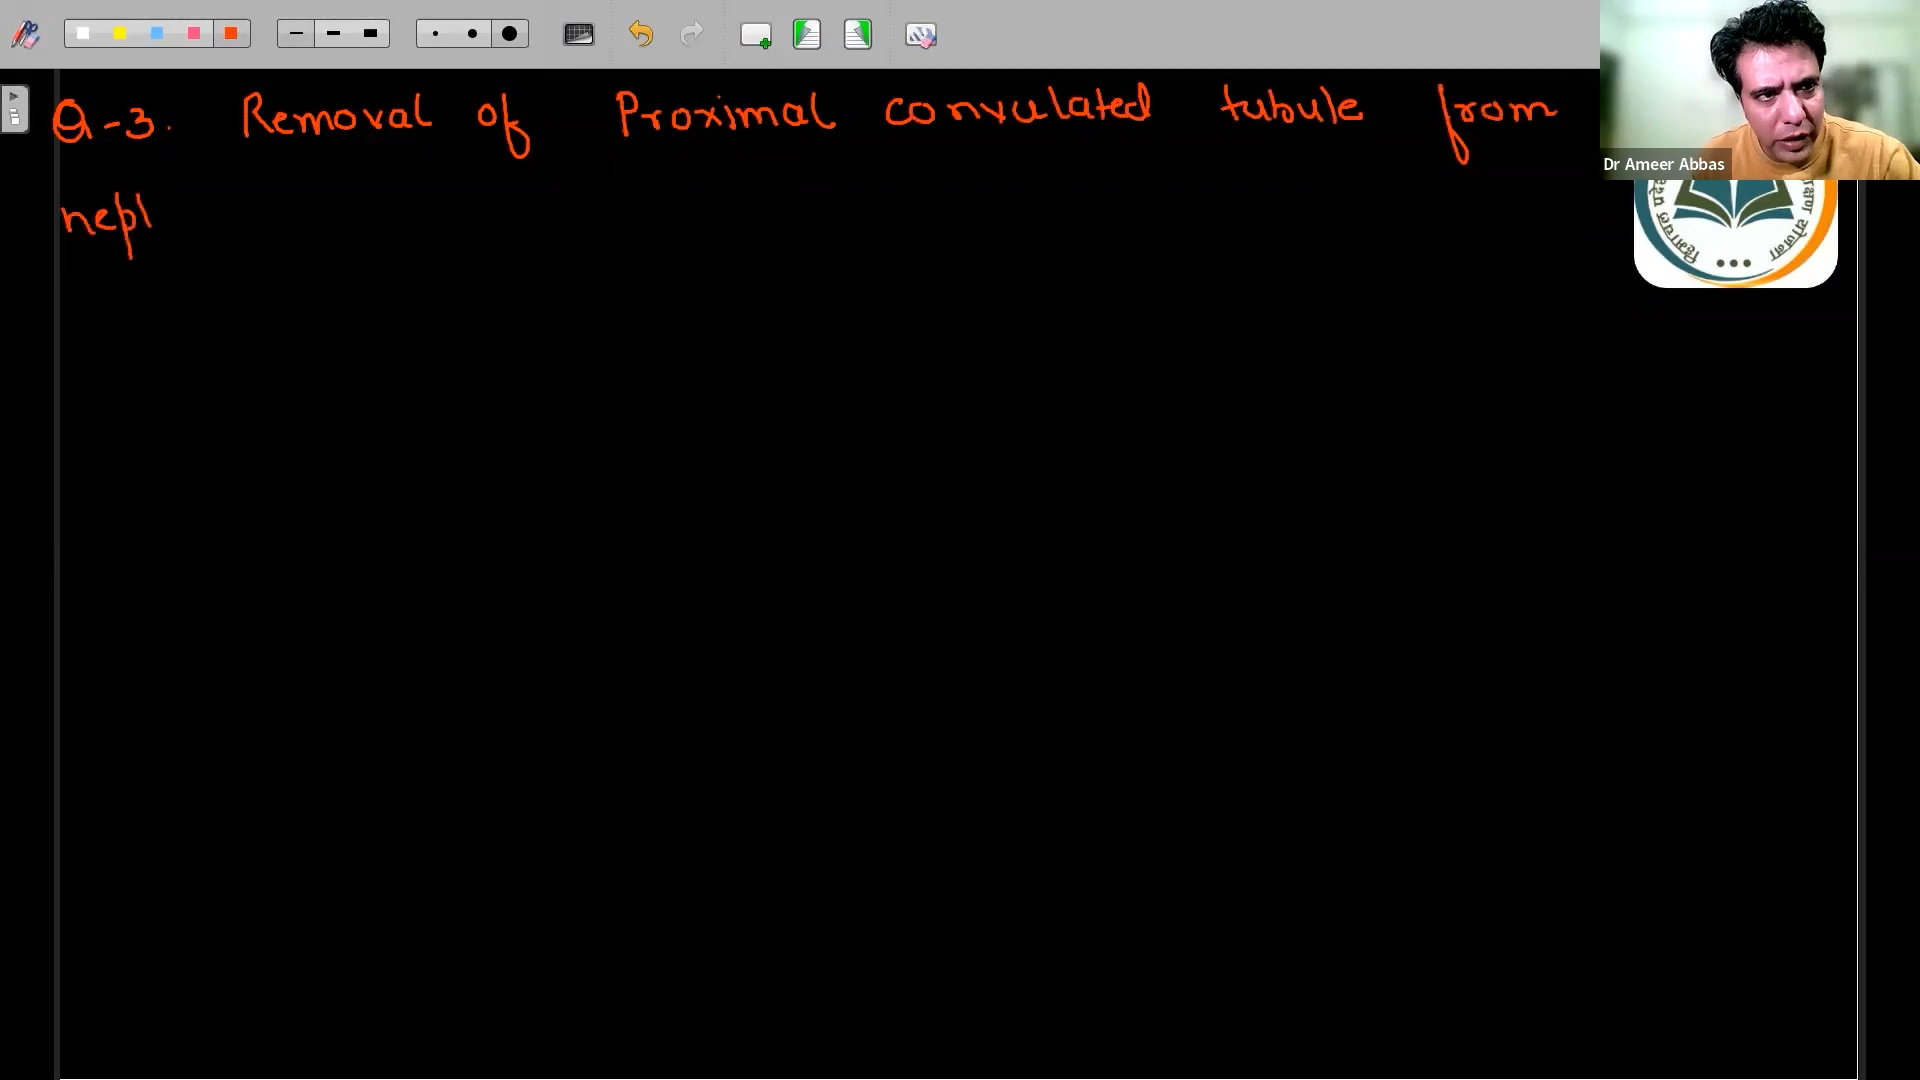 Q-3. Removal of Proximal convulated tubule from
nepl
Dr Ameer Abbas